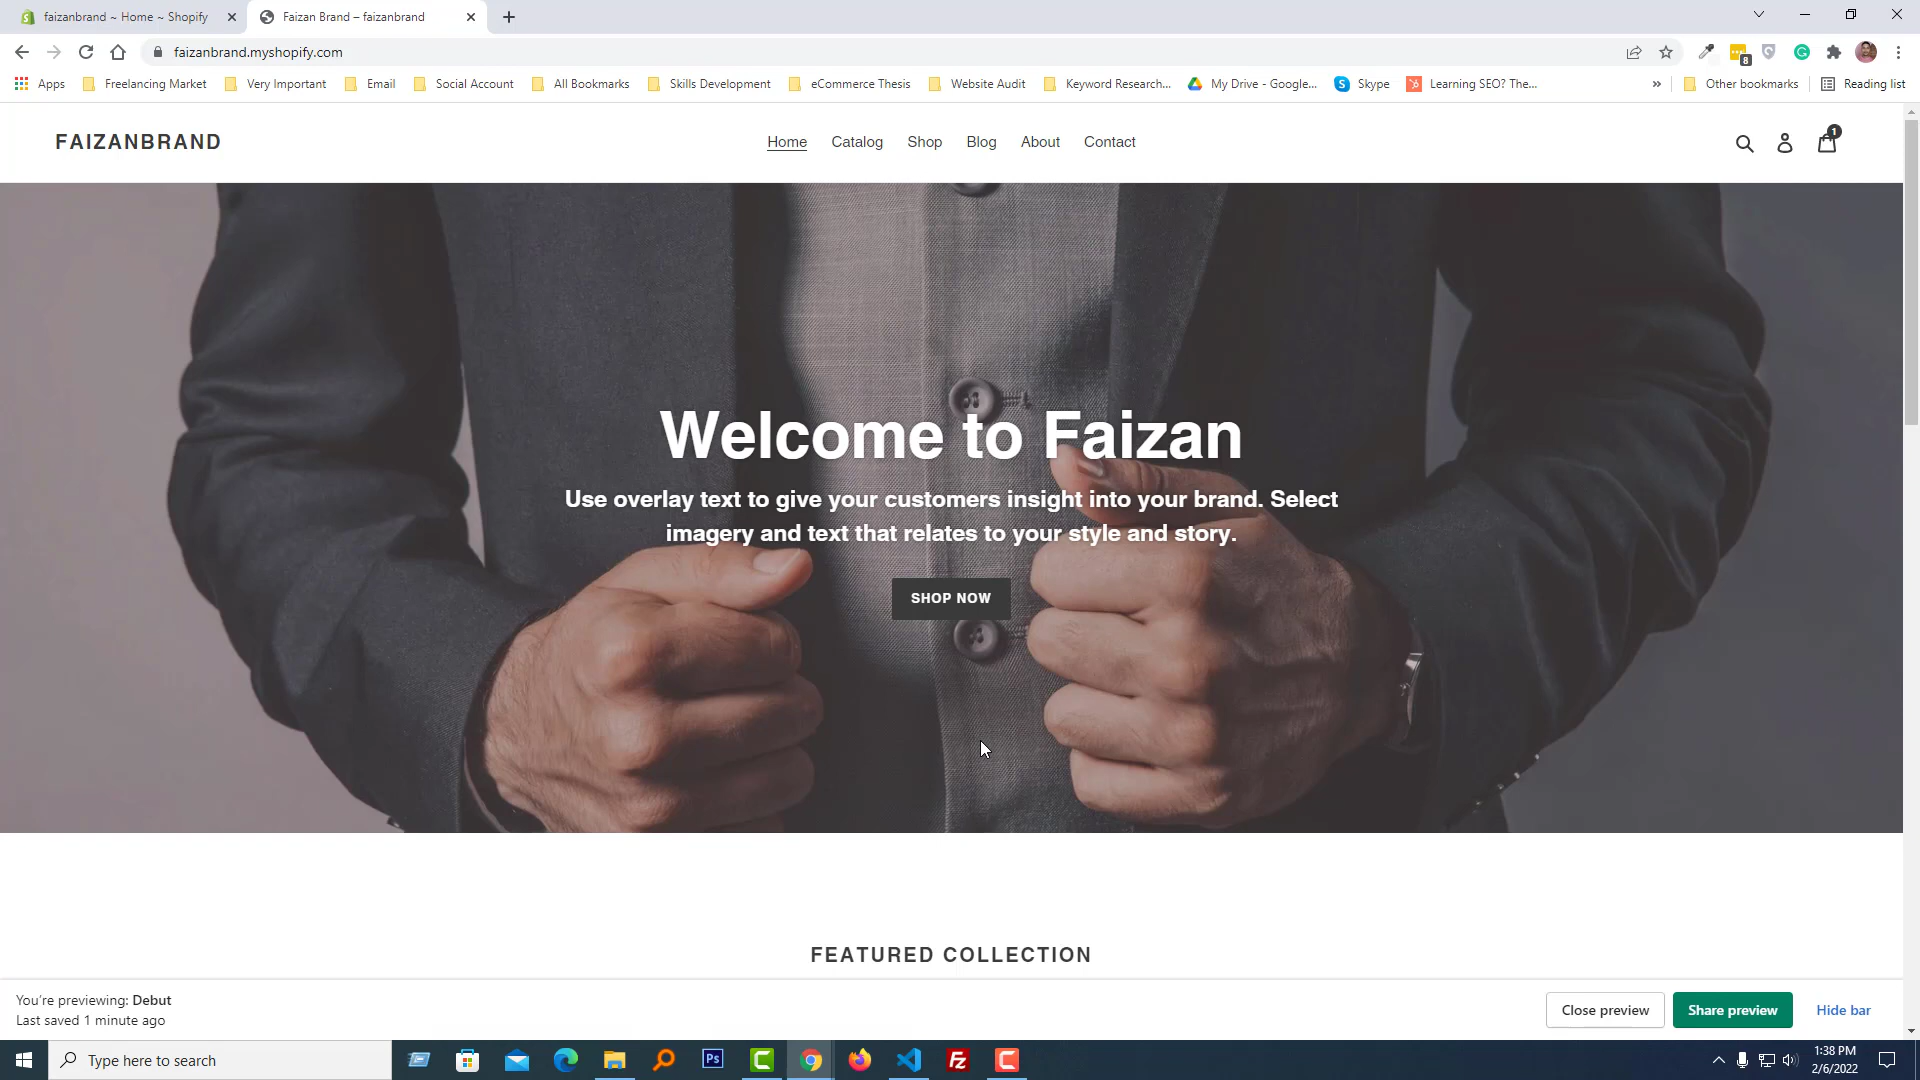 faizanbrand ~ Home ~ Shopify
Faizan Brand – faizanbrand
faizanbrand.myshopify.com
8
Apps
Freelancing Market
Very Important
Email
Social Account
All Bookmarks
Skills Development
eCommerce Thesis
Website Audit
Keyword Research...
My Drive - Google...
Skype
Learning SEO? The...
»
Other bookmarks
Reading list
FAIZANBRAND
Home
Catalog
Shop
Blog
About
Contact
1
Welcome to Faizan
Use overlay text to give your customers insight into your brand. Select
imagery and text that relates to your style and story.
SHOP NOW
FEATURED COLLECTION
You're previewing: Debut
Last saved 1 minute ago
Close preview
Share preview
Hide bar
Type here to search
Ps
1:38 PM
2/6/2022